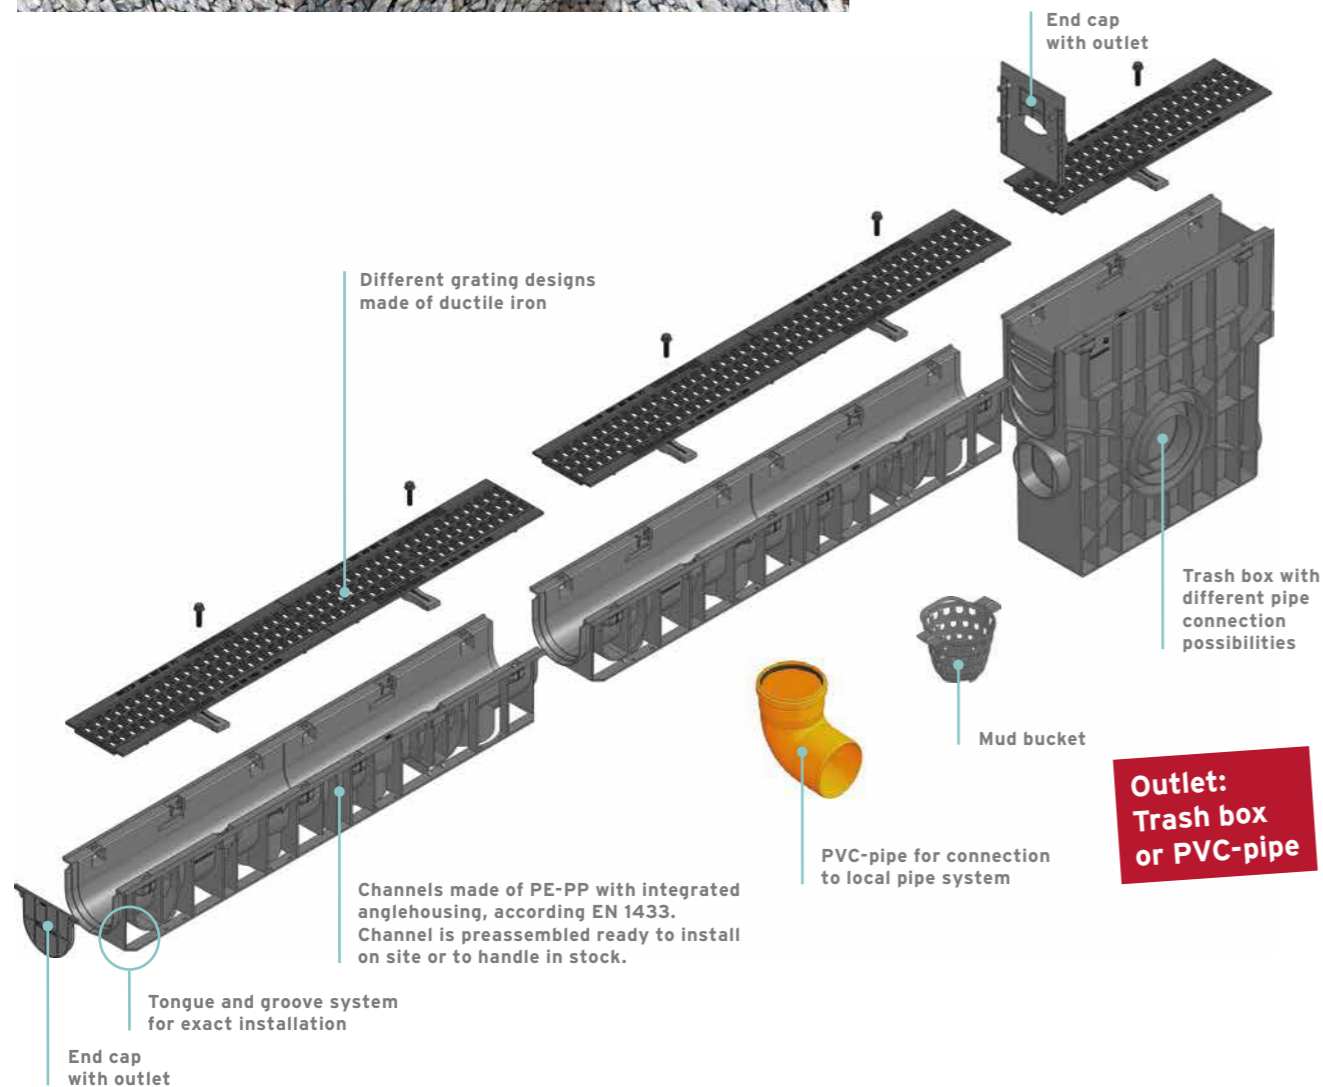 End cap
with outlet
Different grating designs
made of ductile iron
Trash box with
different pipe
connection
possibilities
Mud bucket
Outlet:
Trash box
or PVC-pipe
PVC-pipe for connection
to local pipe system
Channels made of PE-PP with integrated
anglehousing, according EN 1433.
Channel is preassembled ready to install
on site or to handle in stock.
Tongue and groove system
for exact installation
End cap
with outlet